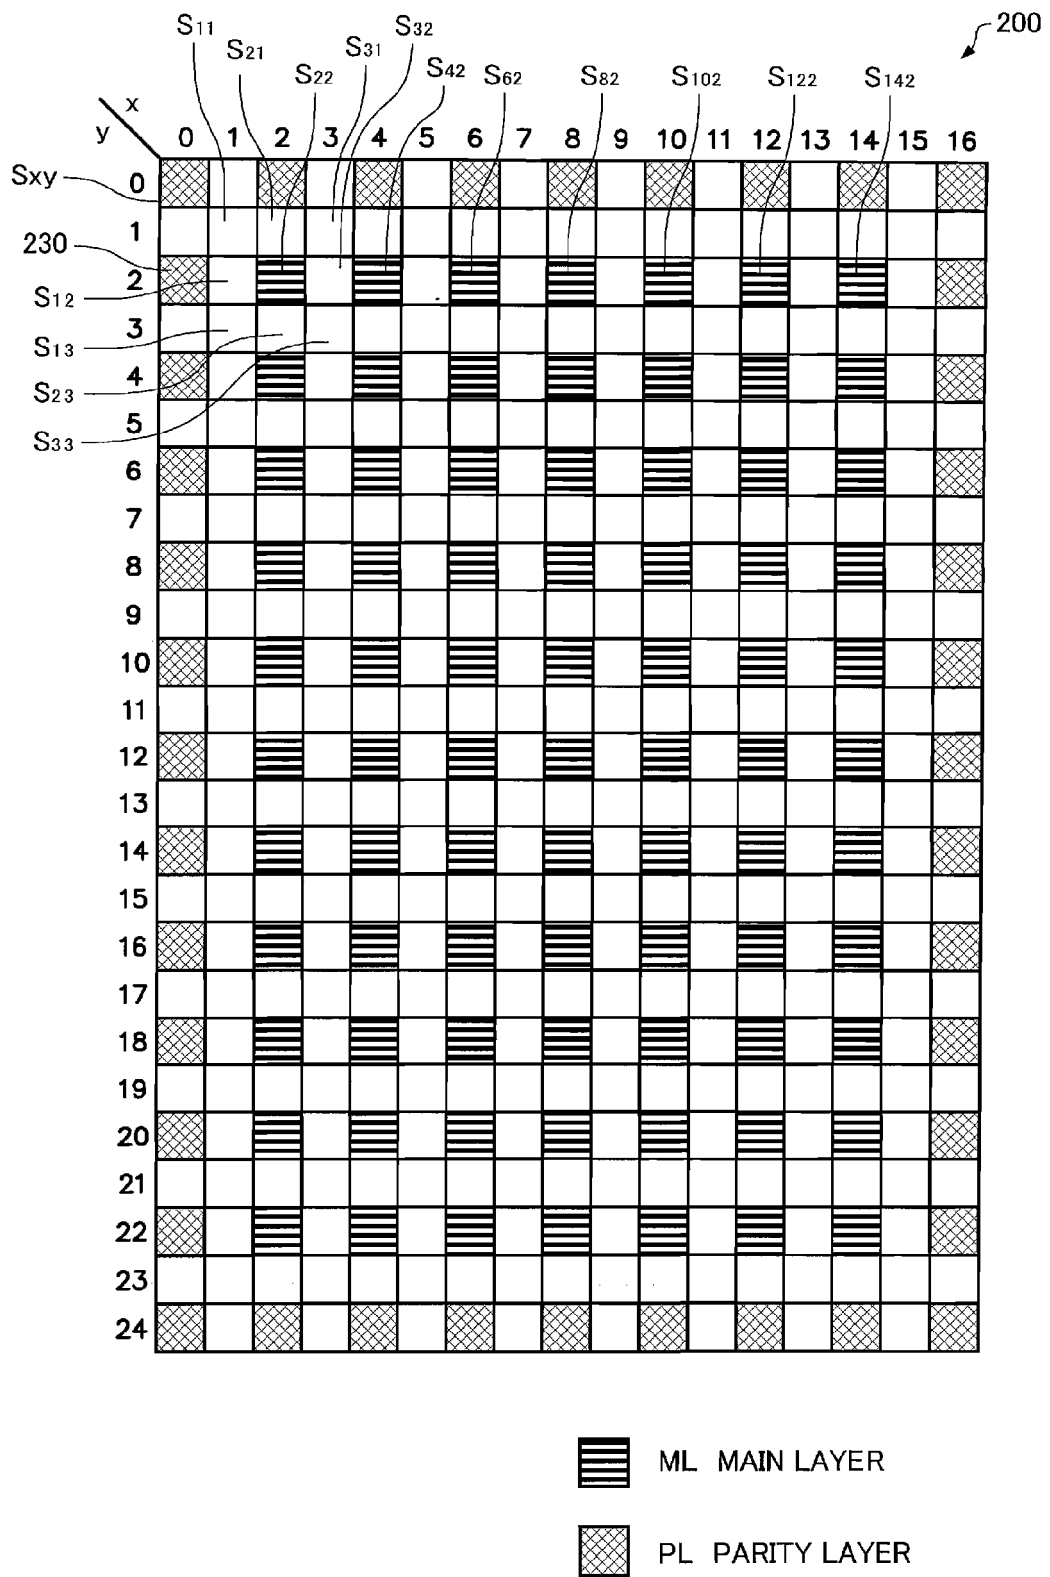 200
S11
S21
S22
S31
S32
S42
S62
S82
S102
S122
S142
x
y
0 1 2 3 4 5 6 7 8 9 10 11 12 13 14 15 16
Sxy
0
1
230
2
S12
3
S13
4
S23
5
S33
6
7
8
9
10
11
12
13
14
15
16
17
18
19
20
21
22
23
24
ML MAIN LAYER
PL PARITY LAYER